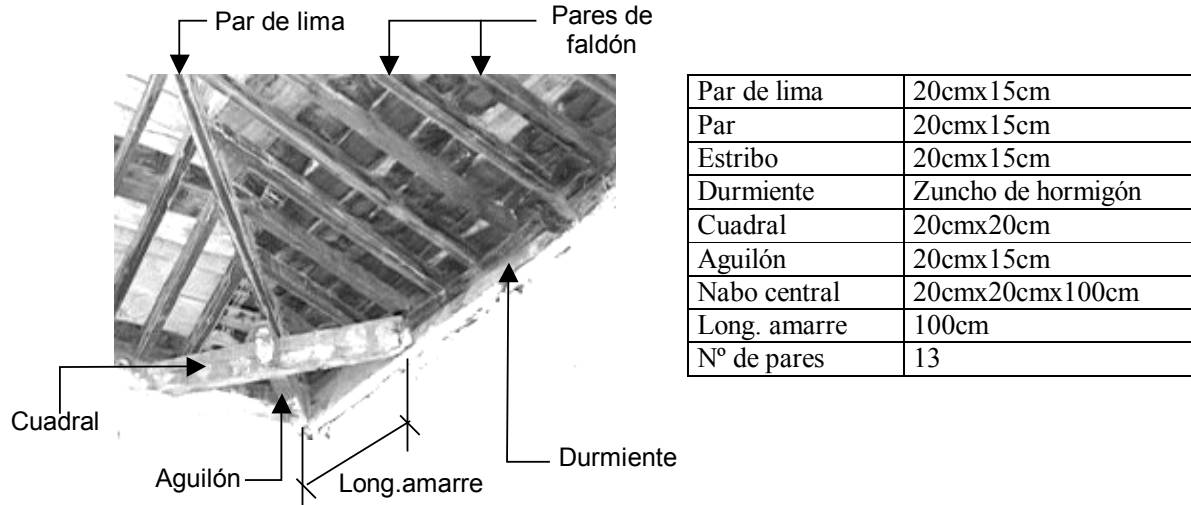 Par de lima
Pares de
faldón
Cuadral
Aguilón
Long.amarre
Durmiente
Par de lima 20cmx15cm
Par 20cmx15cm
Estribo 20cmx15cm
Durmiente Zuncho de hormigón
Cuadral 20cmx20cm
Aguilón 20cmx15cm
Nabo central 20cmx20cmx100cm
Long. amarre 100cm
Nº de pares 13